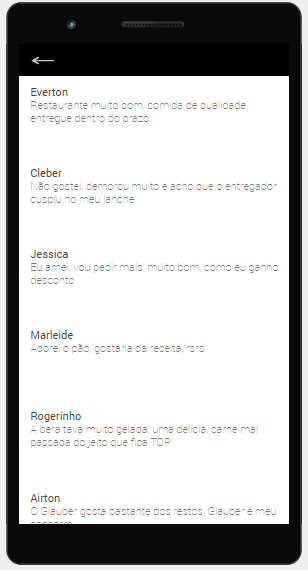 Everton
Restaurante muito bom, comida de qualidade,
entregue dentro do prazo.
Cleber
Não gostei, demorou muito e acho que o entregador
cuspiu no meu lanche
Jessica
Eu amei, vou pedir mais, muito bom, como eu ganho
desconto
Marleide
Adorei o pão, gostaria da receita, rsrs
Rogerinho
A bera tava muito gelada, uma delicia, carne mal
passada do jeito que fica TOP
Airton
O Glauber gosta bastante dos restos, Glauber é meu